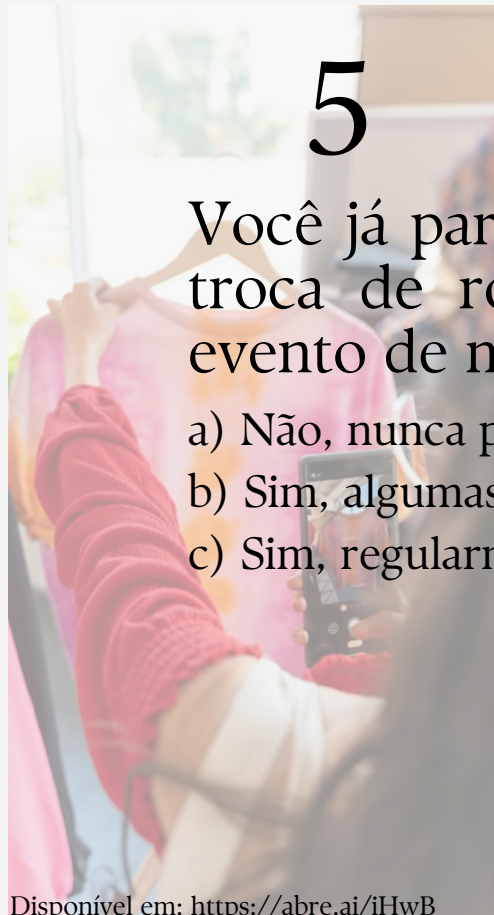 5
Você já par
troca de ro
evento de n
a) Não, nunca p
b) Sim, algumas
c) Sim, regularr
Disponível em: https://abre.ai/iHwB